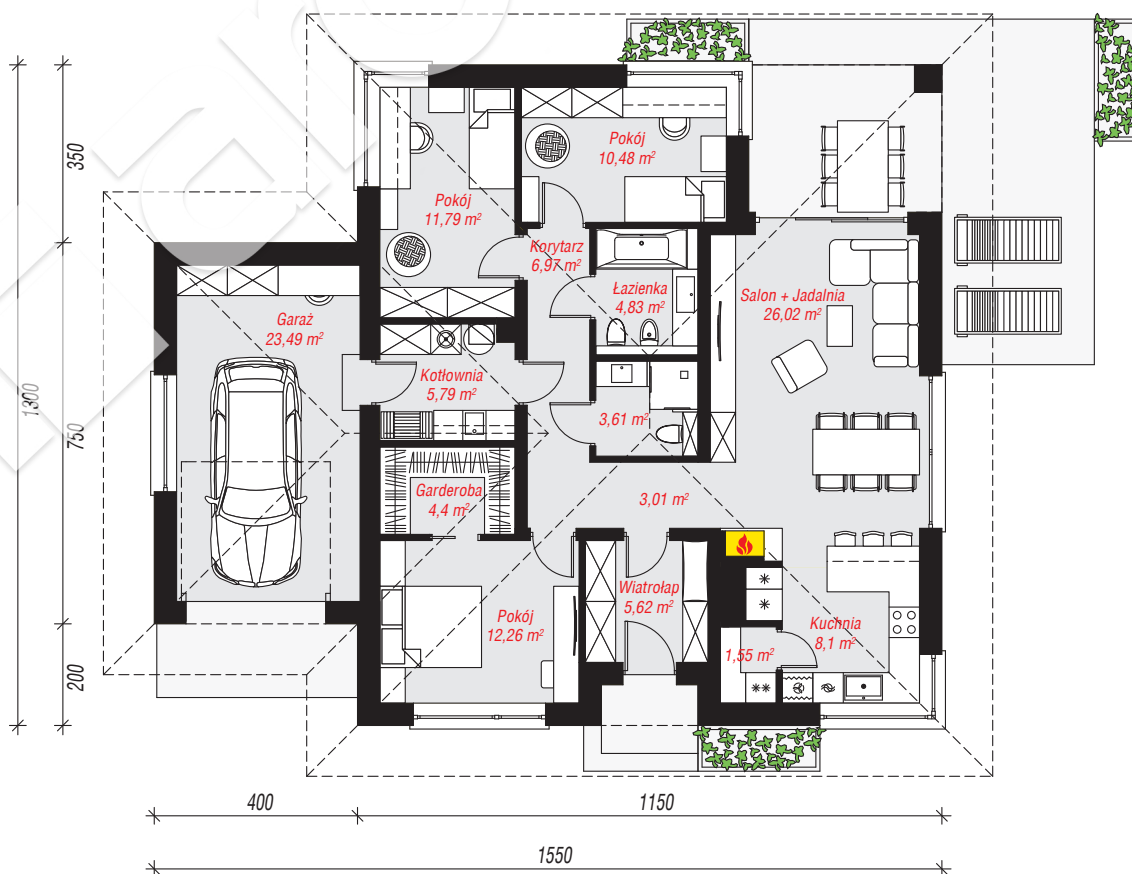 Pokój
10,48 m²
Pokój
11,79 m²
Korytarz
6,97 m²
Łazienka
4,83 m²
Salon + Jadalnia
26,02 m²
Garaż
23,49 m²
Kotłownia
5,79 m²
3,61 m²
Garderoba
4,4 m²
3,01 m²
Wiatrołap
5,62 m²
Pokój
12,26 m²
Kuchnia
8,1 m²
1,55 m²
350
1300
750
200
400
1150
1550